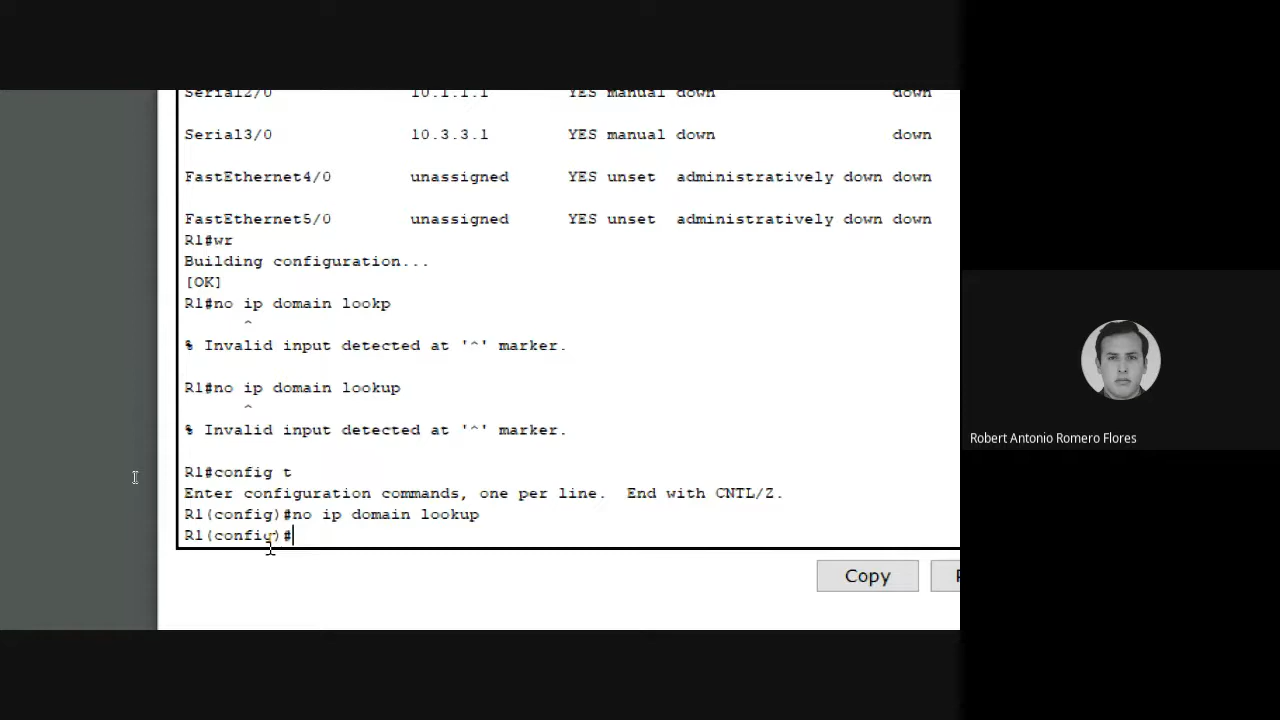 Serial2/0 10.1.1.1 YES manual down down
Serial3/0 10.3.3.1 YES manual down down
FastEthernet4/0 unassigned YES unset administratively down down
FastEthernet5/0 unassigned YES unset administratively down down
R1#wr
Building configuration...
[OK]
R1#no ip domain lookp
^
% Invalid input detected at '^' marker.
R1#no ip domain lookup
^
% Invalid input detected at '^' marker.
R1#config t
Enter configuration commands, one per line. End with CNTL/Z.
R1(config)#no ip domain lookup
R1(config)#
Copy
Robert Antonio Romero Flores